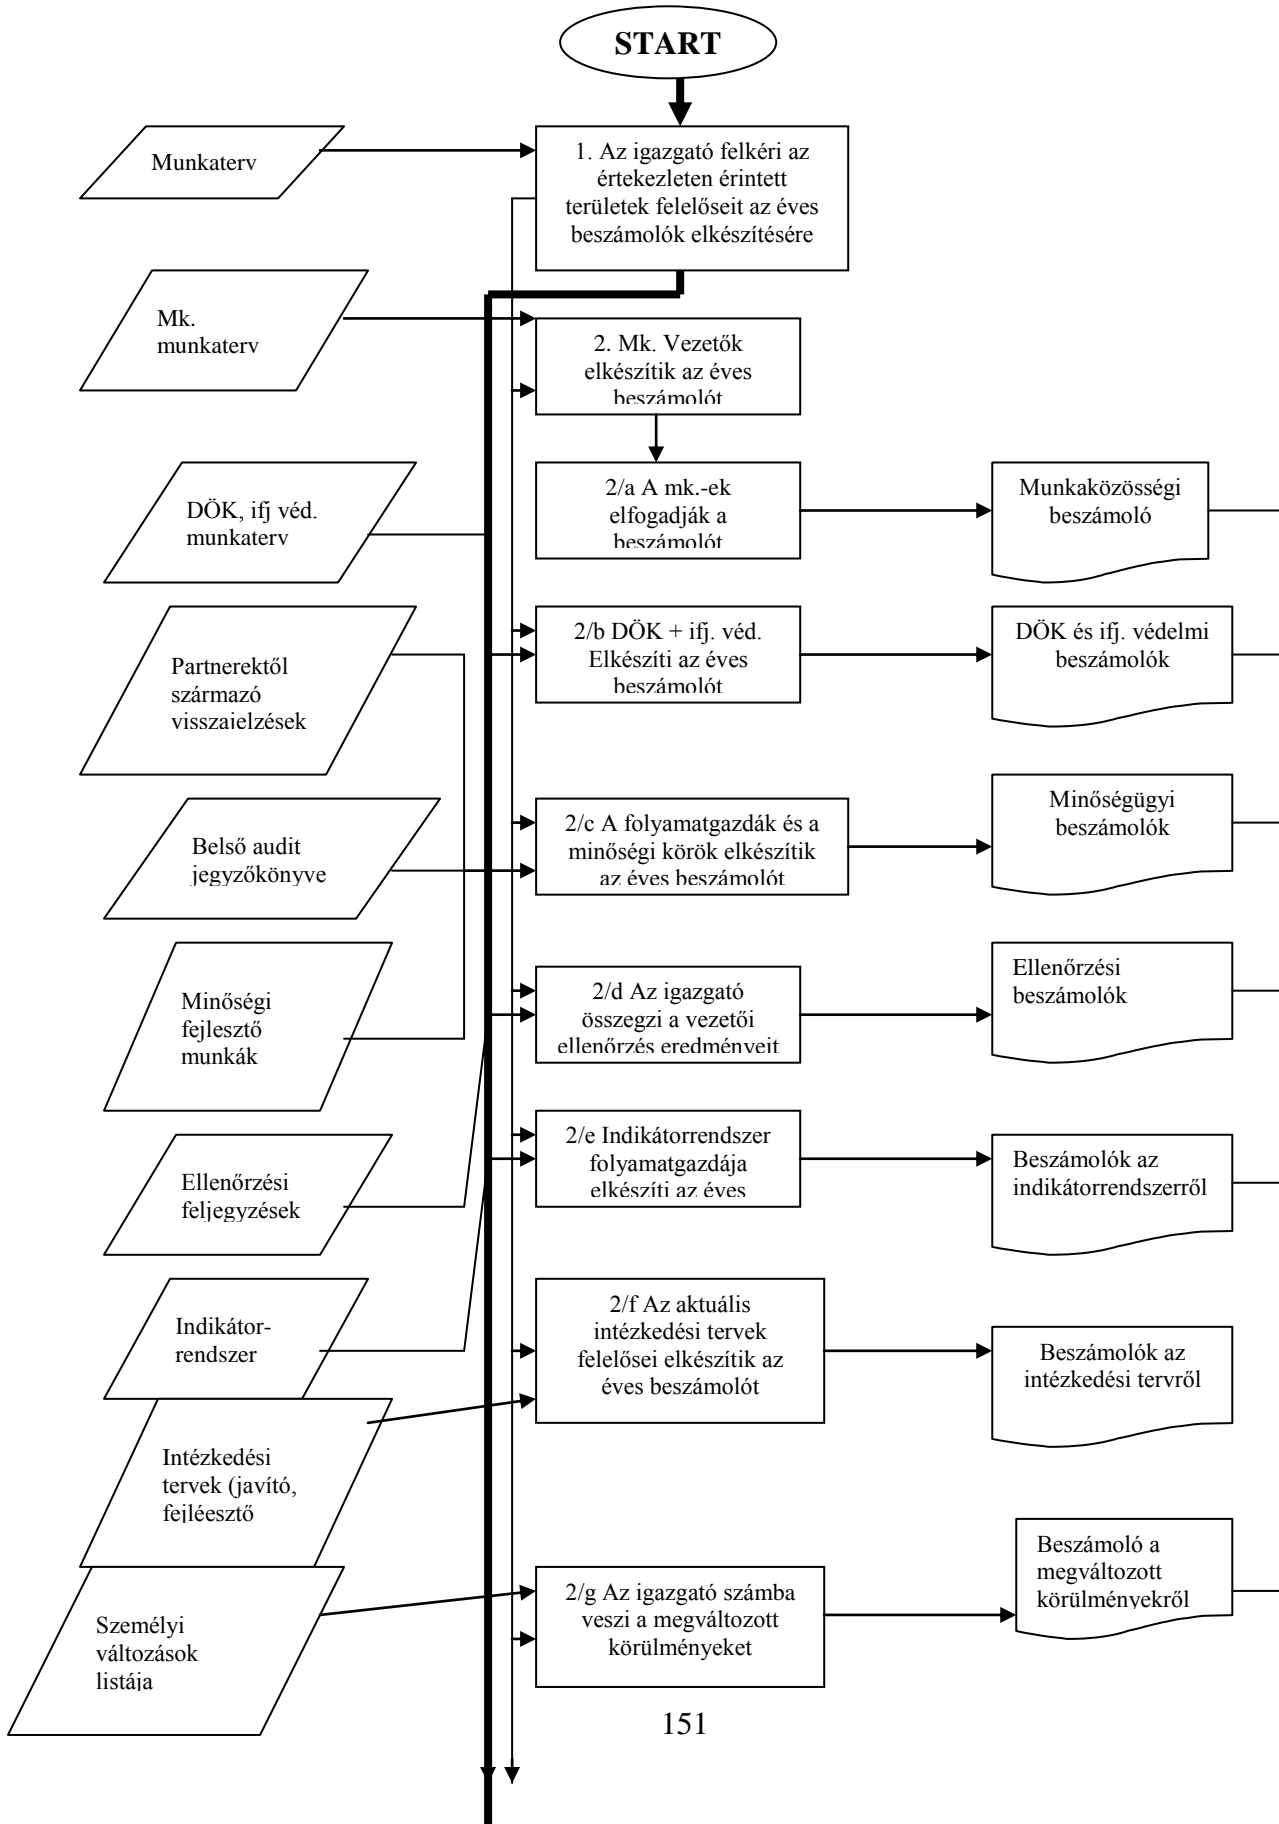 START
Munkaterv
1. Az igazgató felkéri az
értekezleten érintett
területek felelőseit az éves
beszámolók elkészítésére
Mk.
munkaterv
2. Mk. Vezetők
elkészítik az éves
beszámolót
DÖK, ifj véd.
munkaterv
2/a A mk.-ek
elfogadják a
beszámolót
Munkaközösségi
beszámoló
Partnerektől
származó
visszajelzések
2/b DÖK + ifj. véd.
Elkészíti az éves
beszámolót
DÖK és ifj. védelmi
beszámolók
Belső audit
jegyzőkönyve
2/c A folyamatgazdák és a
minőségi körök elkészítik
az éves beszámolót
Minőségügyi
beszámolók
Minőségi
fejlesztő
munkák
2/d Az igazgató
összegzi a vezetői
ellenőrzés eredményeit
Ellenőrzési
beszámolók
Ellenőrzési
feljegyzések
2/e Indikátorrendszer
folyamatgazdája
elkészíti az éves
Beszámolók az
indikátorrendszerről
Indikátor-
rendszer
2/f Az aktuális
intézkedési tervek
felelősei elkészítik az
éves beszámolót
Beszámolók az
intézkedési tervről
Intézkedési
tervek (javító,
fejléesztő
Személyi
változások
listája
2/g Az igazgató számba
veszi a megváltozott
körülményeket
Beszámoló a
megváltozott
körülményekről
151